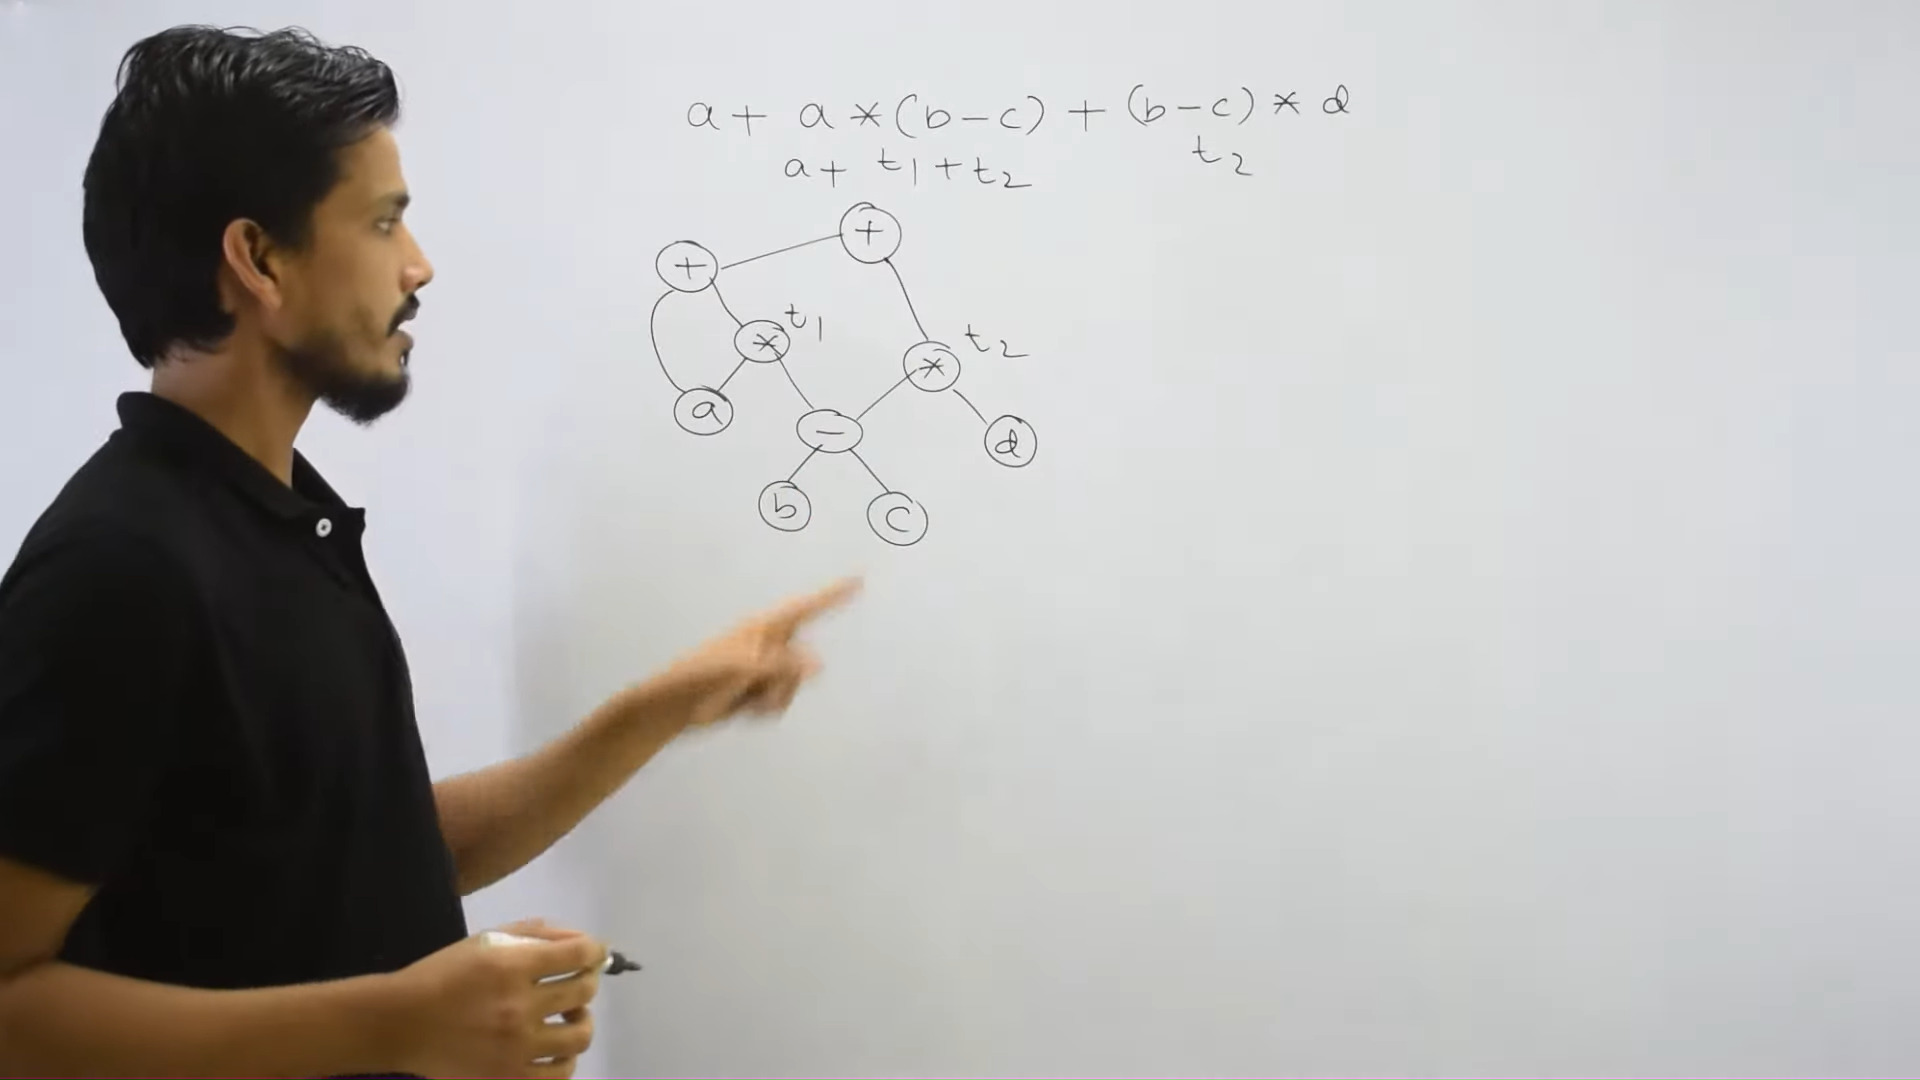 a + a * (b - c) + (b - c) * d
a + t1 + t2
t2
+
+
* t1
* t2
a
-
d
b
c